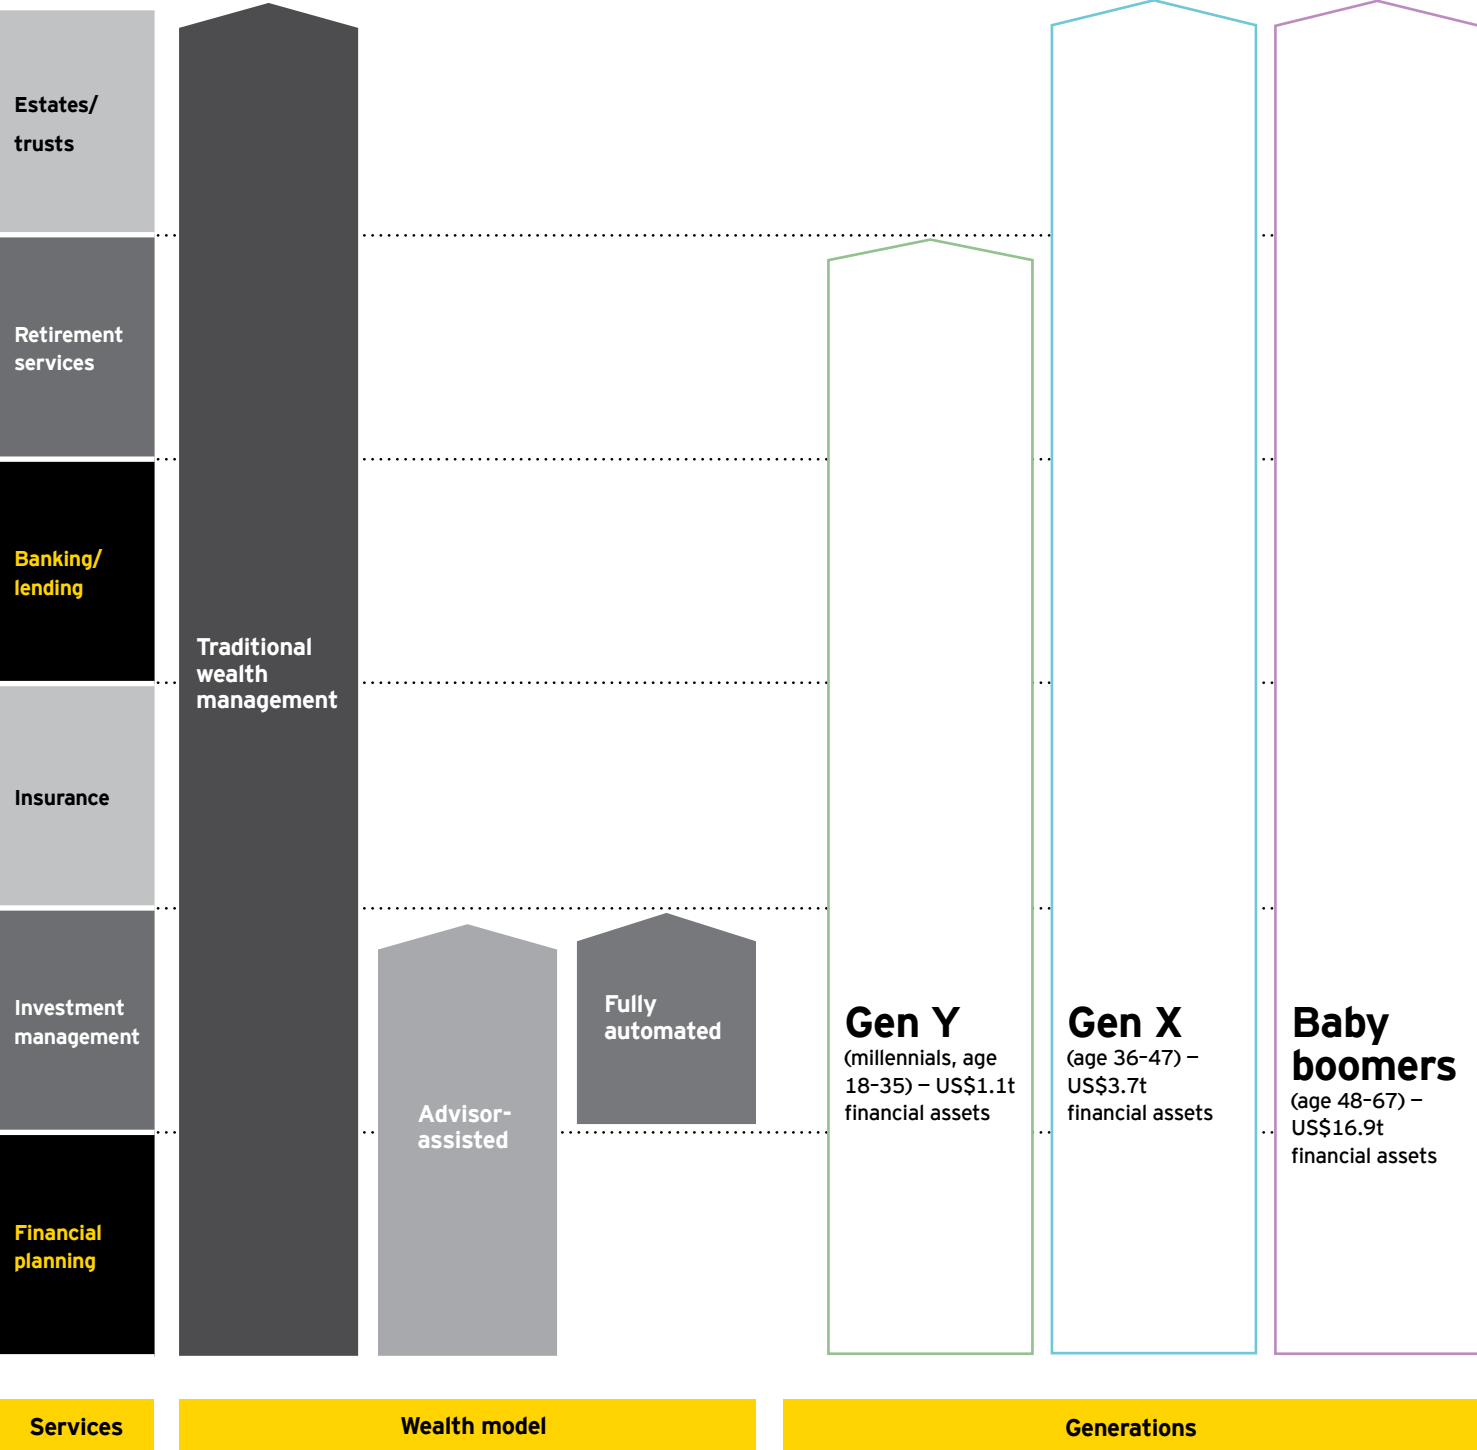 Estates/
trusts
Retirement
services
Banking/
lending
Insurance
Investment
management
Financial
planning
Traditional
wealth
management
Advisor-
assisted
Fully
automated
Gen Y
(millennials, age
18–35) — US$1.1t
financial assets
Gen X
(age 36–47) —
US$3.7t
financial assets
Baby
boomers
(age 48–67) —
US$16.9t
financial assets
Services
Wealth model
Generations